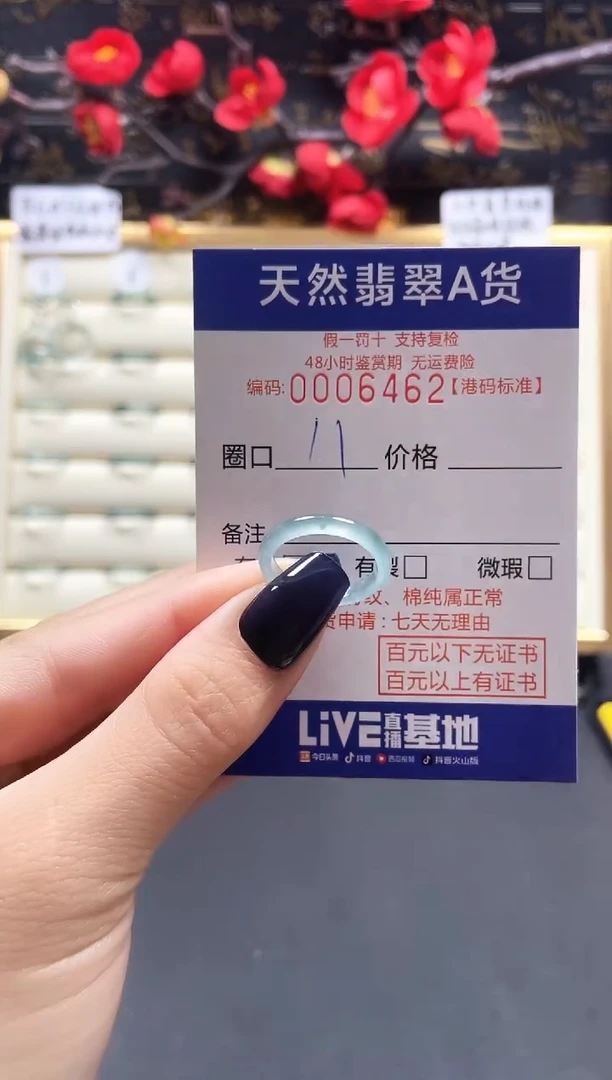 天然翡翠A货
假一罚十 支持复检
48小时鉴赏期 无运费险
编码:0006462【港码标准】
圈口 11 价格
备注
有裂 微瑕
纹、棉纯属正常
货申请:七天无理由
百元以下无证书
百元以上有证书
LiVE直播基地
今日头条 抖音 西瓜视频 抖音火山版